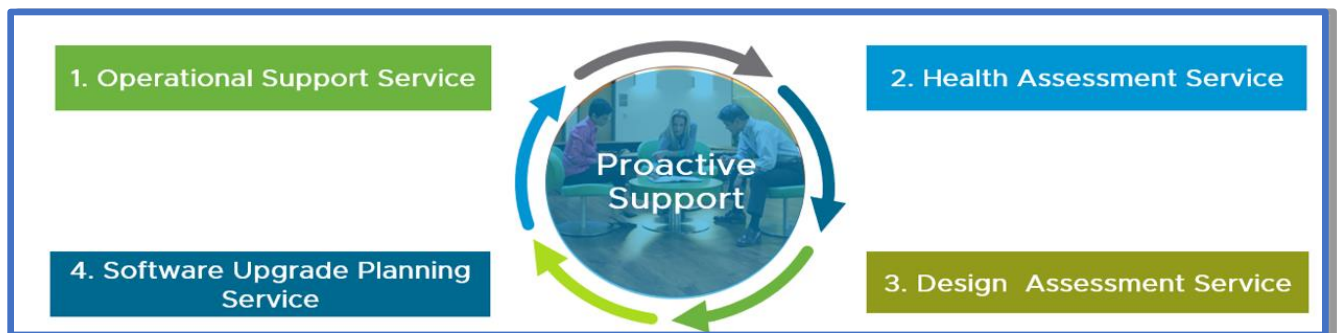 1. Operational Support Service
2. Health Assessment Service
Proactive
Support
4. Software Upgrade Planning
Service
3. Design Assessment Service